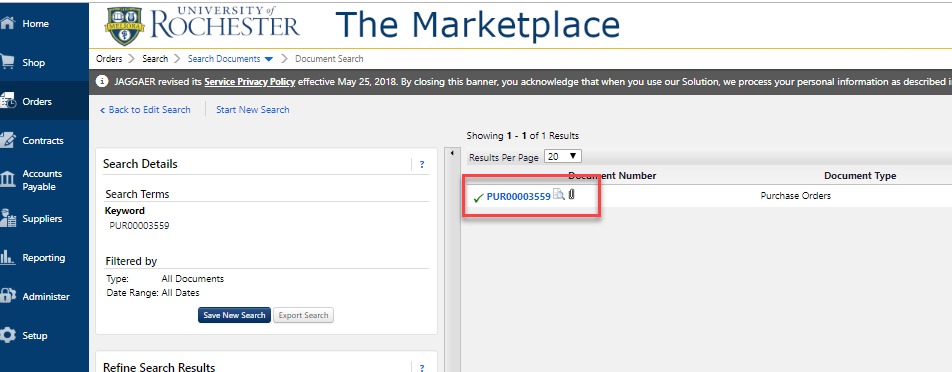 Home
Shop
Orders
Contracts
Accounts
Payable
Suppliers
Reporting
Administer
Setup
MELIORA
UNIVERSITY of
ROCHESTER
The Marketplace
Orders > Search > Search Documents > Document Search
JAGGAER revised its Service Privacy Policy effective May 25, 2018. By closing this banner, you acknowledge that when you use our Solution, we process your personal information as described i
< Back to Edit Search Start New Search
Search Details ?
Search Terms
Keyword
PUR00003559
Filtered by
Type: All Documents
Date Range: All Dates
Save New Search Export Search
Refine Search Results ?
Showing 1 - 1 of 1 Results
Results Per Page 20
Document Number Document Type
PUR00003559 Purchase Orders